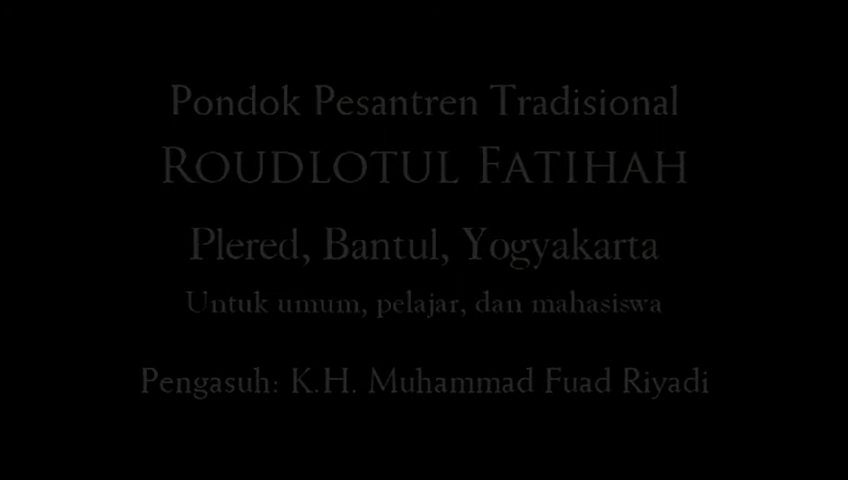 Pondok Pesantren Tradisional
ROUDLOTUL FATIHAH
Plered, Bantul, Yogyakarta
Untuk umum, pelajar, dan mahasiswa
Pengasuh: K.H. Muhammad Fuad Riyadi